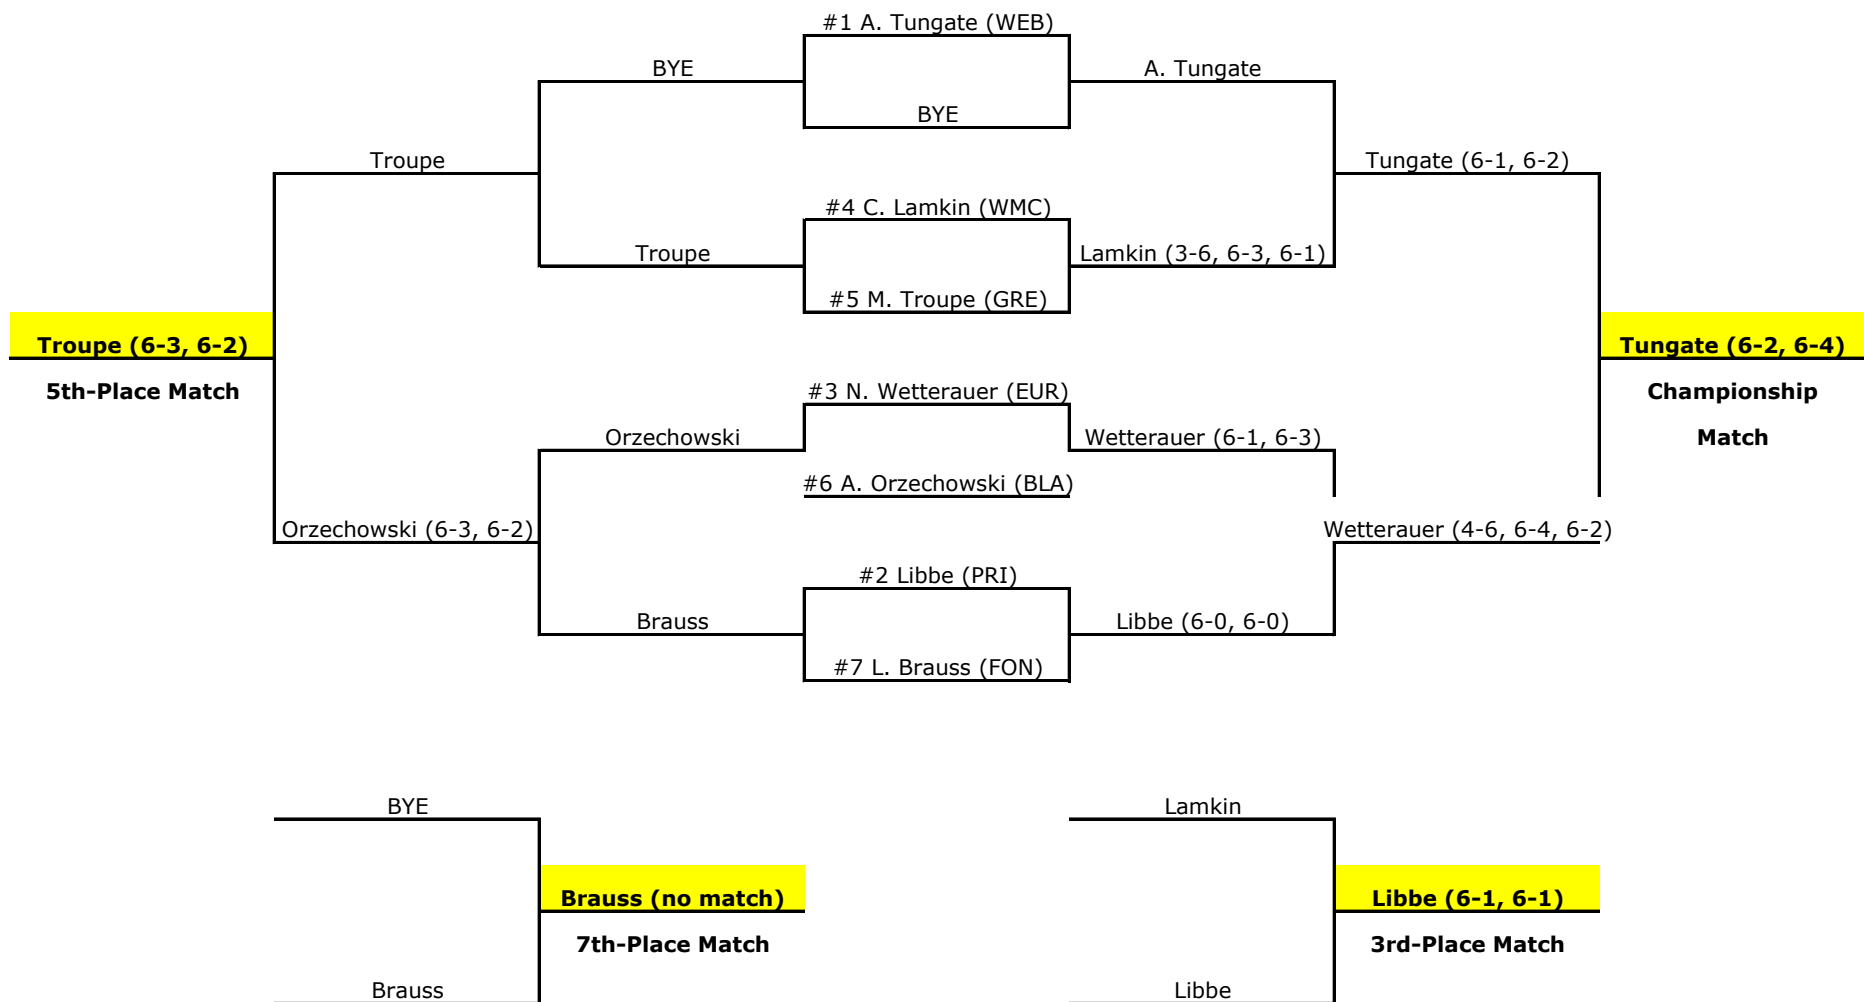 #1 A. Tungate (WEB)
BYE
A. Tungate
BYE
Troupe
Tungate (6-1, 6-2)
#4 C. Lamkin (WMC)
Troupe
Lamkin (3-6, 6-3, 6-1)
#5 M. Troupe (GRE)
Troupe (6-3, 6-2)
Tungate (6-2, 6-4)
5th-Place Match
#3 N. Wetterauer (EUR)
Championship
Orzechowski
Wetterauer (6-1, 6-3)
Match
#6 A. Orzechowski (BLA)
Orzechowski (6-3, 6-2)
Wetterauer (4-6, 6-4, 6-2)
#2 Libbe (PRI)
Brauss
Libbe (6-0, 6-0)
#7 L. Brauss (FON)
BYE
Lamkin
Brauss (no match)
Libbe (6-1, 6-1)
7th-Place Match
3rd-Place Match
Brauss
Libbe